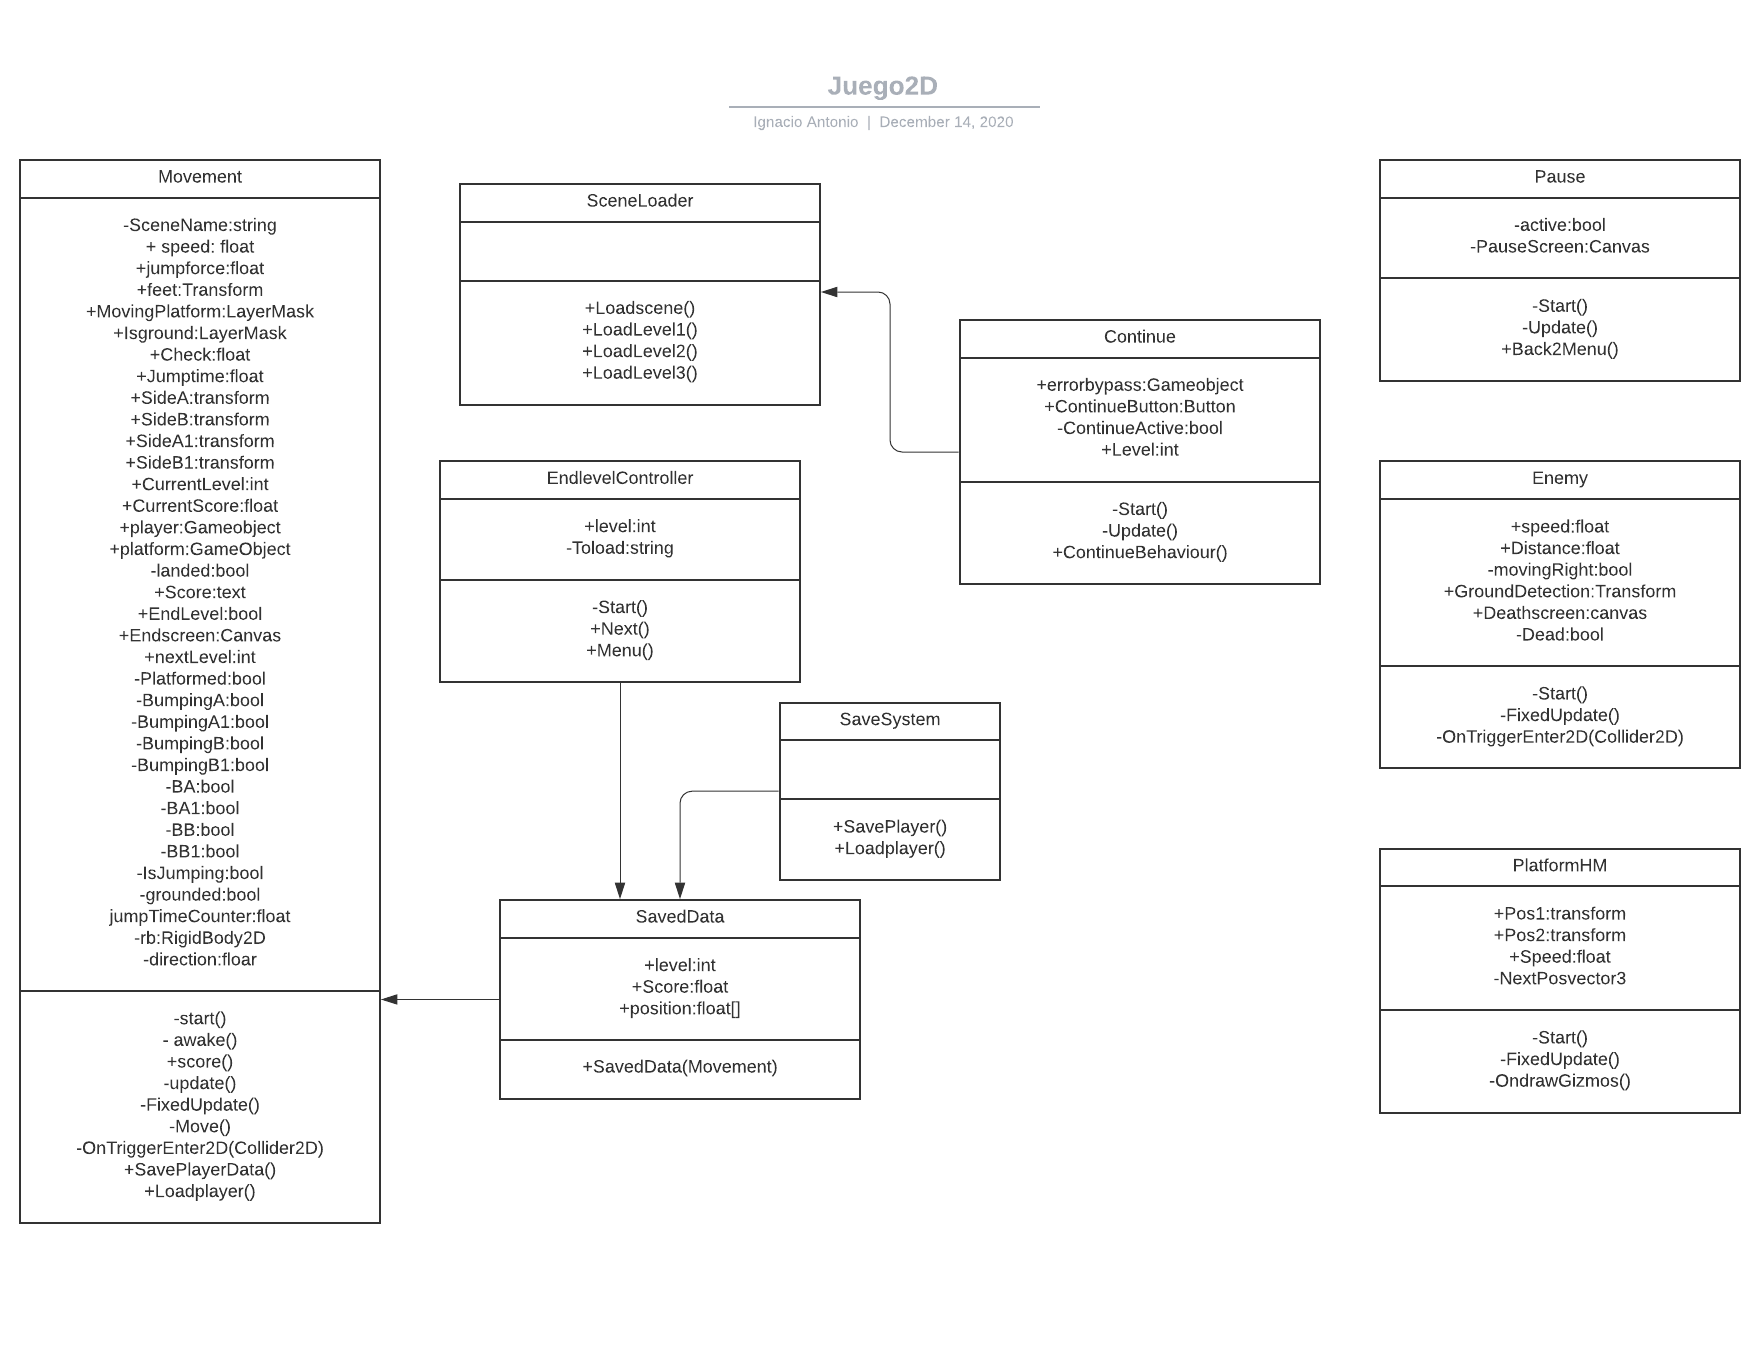 Juego2D
Ignacio Antonio | December 14, 2020
Movement
-SceneName:string
+ speed: float
+jumpforce:float
+feet:Transform
+MovingPlatform:LayerMask
+Isground:LayerMask
+Check:float
+Jumptime:float
+SideA:transform
+SideB:transform
+SideA1:transform
+SideB1:transform
+CurrentLevel:int
+CurrentScore:float
+player:Gameobject
+platform:GameObject
-landed:bool
+Score:text
+EndLevel:bool
+Endscreen:Canvas
+nextLevel:int
-Platformed:bool
-BumpingA:bool
-BumpingA1:bool
-BumpingB:bool
-BumpingB1:bool
-BA:bool
-BA1:bool
-BB:bool
-BB1:bool
-IsJumping:bool
-grounded:bool
jumpTimeCounter:float
-rb:RigidBody2D
-direction:floar
-start()
- awake()
+score()
-update()
-FixedUpdate()
-Move()
-OnTriggerEnter2D(Collider2D)
+SavePlayerData()
+Loadplayer()
SceneLoader
+Loadscene()
+LoadLevel1()
+LoadLevel2()
+LoadLevel3()
EndlevelController
+level:int
-Toload:string
-Start()
+Next()
+Menu()
SaveSystem
+SavePlayer()
+Loadplayer()
SavedData
+level:int
+Score:float
+position:float[]
+SavedData(Movement)
Continue
+errorbypass:Gameobject
+ContinueButton:Button
-ContinueActive:bool
+Level:int
-Start()
-Update()
+ContinueBehaviour()
Pause
-active:bool
-PauseScreen:Canvas
-Start()
-Update()
+Back2Menu()
Enemy
+speed:float
+Distance:float
-movingRight:bool
+GroundDetection:Transform
+Deathscreen:canvas
-Dead:bool
-Start()
-FixedUpdate()
-OnTriggerEnter2D(Collider2D)
PlatformHM
+Pos1:transform
+Pos2:transform
+Speed:float
-NextPosvector3
-Start()
-FixedUpdate()
-OndrawGizmos()